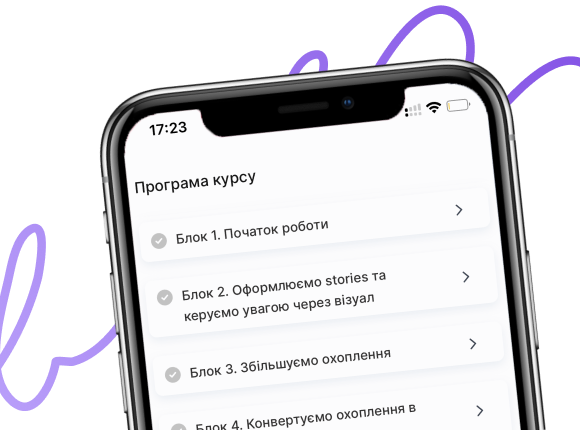 17:23
Програма курсу
Блок 1. Початок роботи
Блок 2. Оформлюємо stories та
керуємо увагою через візуал
Блок 3. Збільшуємо охоплення
Блок 4. Конвертуємо охоплення в